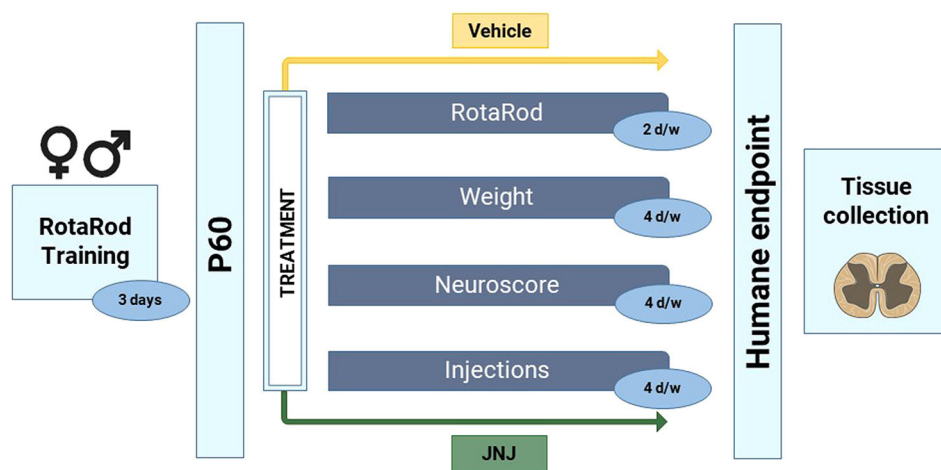 RotaRod
Training
3 days
P60
TREATMENT
Vehicle
RotaRod
2 d/w
Weight
4 d/w
Neuroscore
4 d/w
Injections
4 d/w
JNJ
Humane endpoint
Tissue
collection